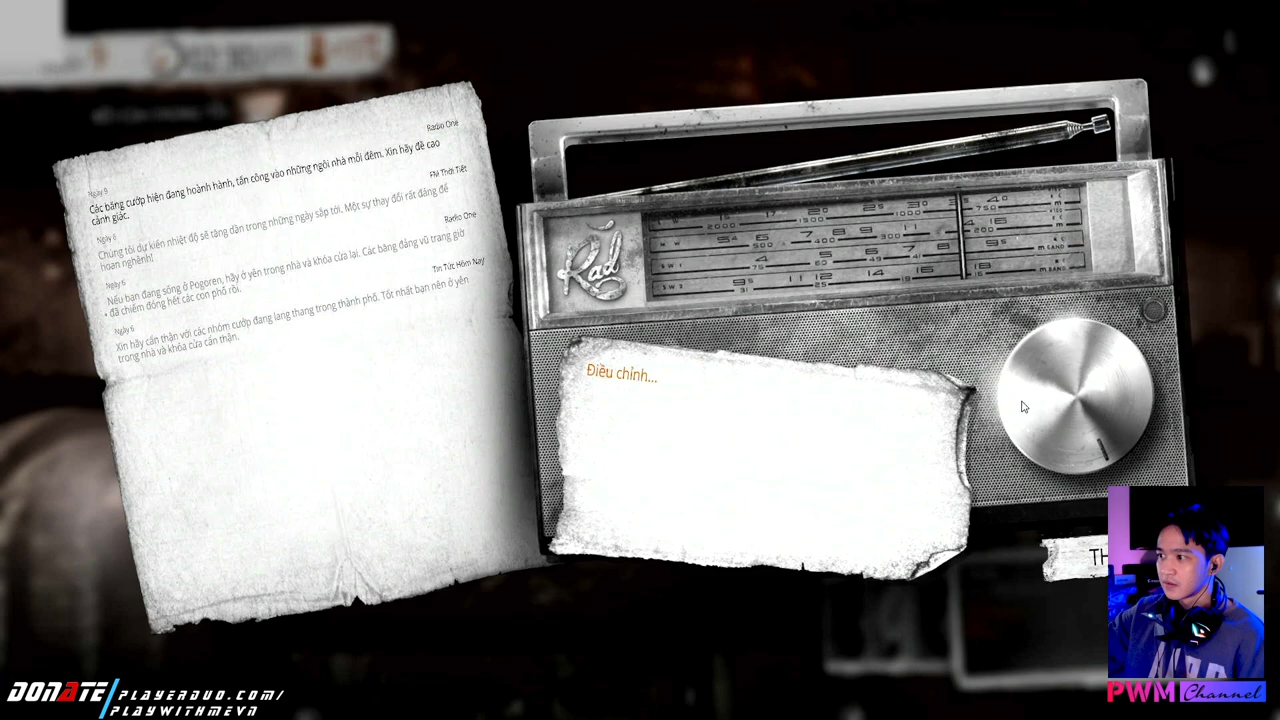 Radio One
Ngày 9
Các băng cướp hiện đang hoành hành, tấn công vào những ngôi nhà mỗi đêm. Xin hãy đề cao
cảnh giác.
FM Thời Tiết
Chúng tôi dự kiến nhiệt độ sẽ tăng dần trong những ngày sắp tới. Một sự thay đổi rất đáng để
hoan nghênh!
Radio One
Ngày 6
Nếu bạn đang sống ở Pogoren, hãy ở yên trong nhà và khóa cửa lại. Các băng đảng vũ trang giờ
đã chiếm đóng hết các con phố rồi.
Tin Tức Hôm Nay
Ngày 6
Xin hãy cẩn thận với các nhóm cướp đang lang thang trong thành phố. Tốt nhất bạn nên ở yên
trong nhà và khóa cửa cẩn thận.
Rad
Điều chỉnh...
TH
DONATE
PLAYERDUO.COM/
PLAYWITHMEVN
PWM Channel